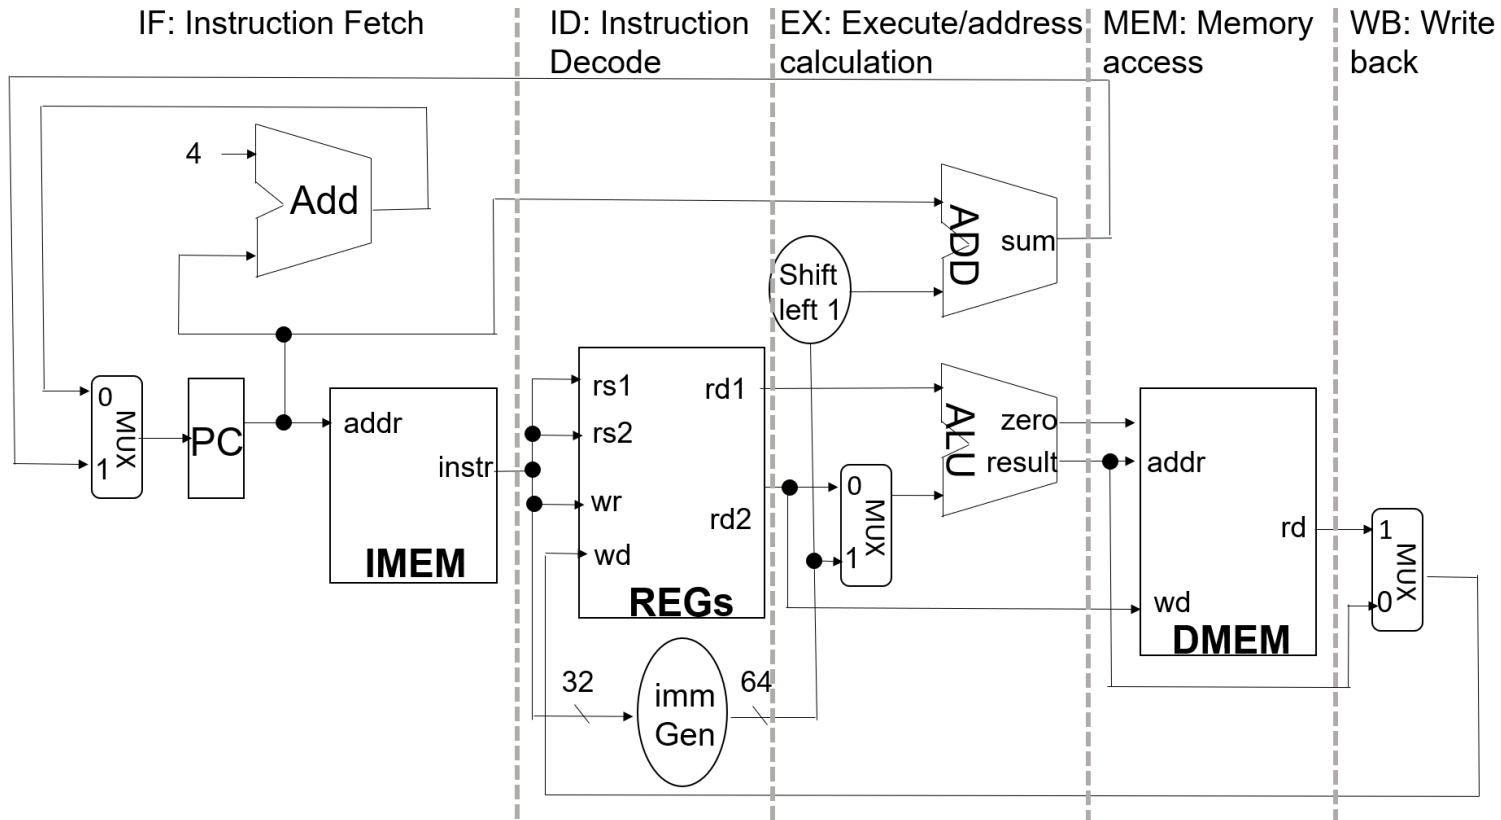 IF: Instruction Fetch
ID: Instruction
Decode
EX: Execute/address
calculation
MEM: Memory
access
WB: Write
back
4
Add
ADD
sum
Shift
left 1
0
1
MUX
PC
addr
instr
IMEM
rs1
rs2
wr
wd
rd1
rd2
REGs
0
1
MUX
ALU
zero
result
addr
rd
wd
DMEM
1
0
MUX
32
imm
Gen
64